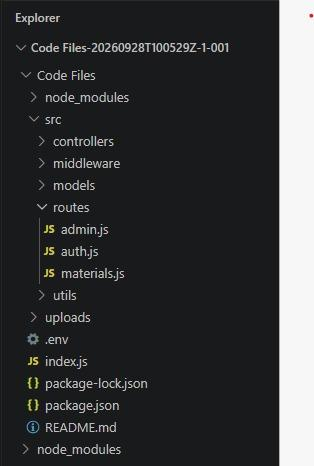 Explorer
Code Files-20260928T100529Z-1-001
Code Files
node_modules
src
controllers
middleware
models
routes
JS admin.js
JS auth.js
JS materials.js
utils
uploads
.env
JS index.js
{} package-lock.json
{} package.json
README.md
node_modules